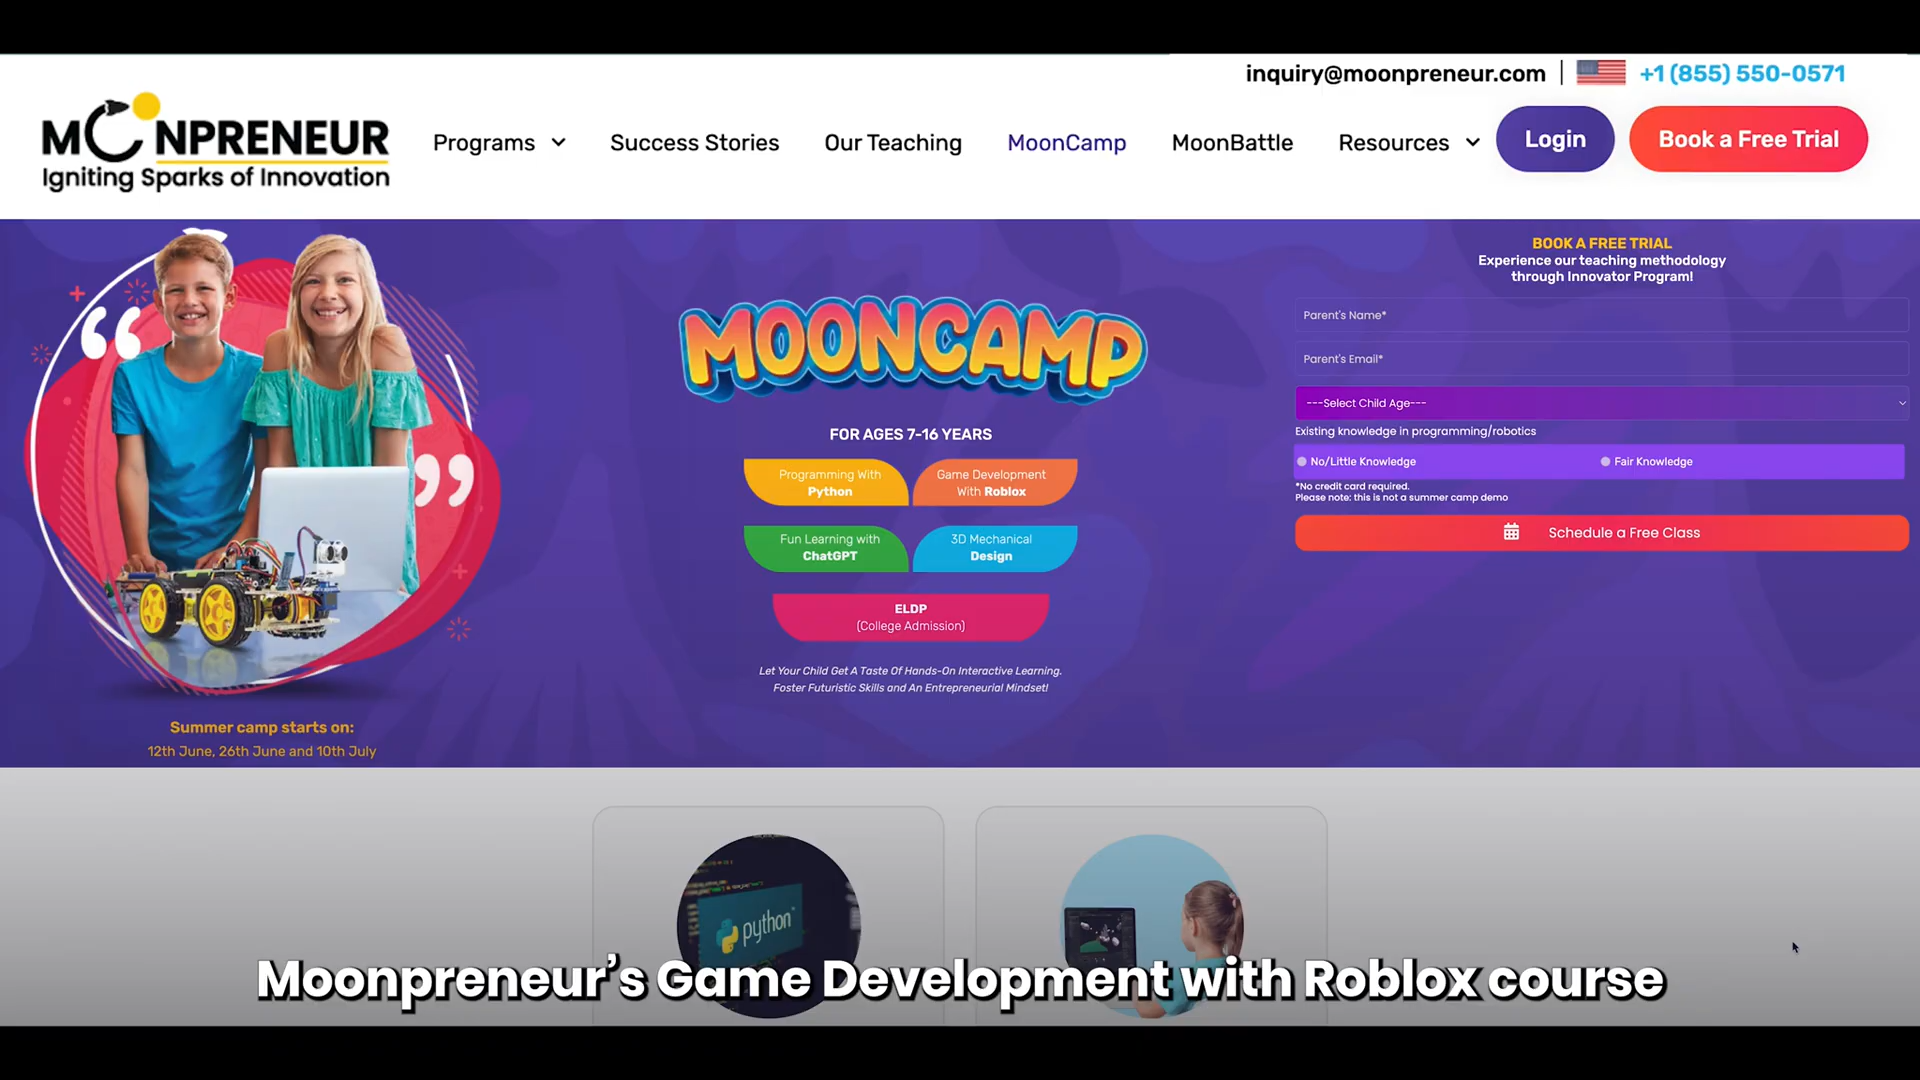 inquiry@moonpreneur.com | +1 (855) 550-0571
MOONPRENEUR
Igniting Sparks of Innovation
Programs
Success Stories
Our Teaching
MoonCamp
MoonBattle
Resources
Login
Book a Free Trial
Summer camp starts on:
12th June, 26th June and 10th July
MOONCAMP
FOR AGES 7-16 YEARS
Programming With
Python
Game Development
With Roblox
Fun Learning with
ChatGPT
3D Mechanical
Design
ELDP
(College Admission)
Let Your Child Get A Taste Of Hands-On Interactive Learning.
Foster Futuristic Skills and An Entrepreneurial Mindset!
BOOK A FREE TRIAL
Experience our teaching methodology
through Innovator Program!
Parent's Name*
Parent's Email*
---Select Child Age---
Existing knowledge in programming/robotics
No/Little Knowledge
Fair Knowledge
*No credit card required.
Please note: this is not a summer camp demo
Schedule a Free Class
python
Moonpreneur's Game Development with Roblox course